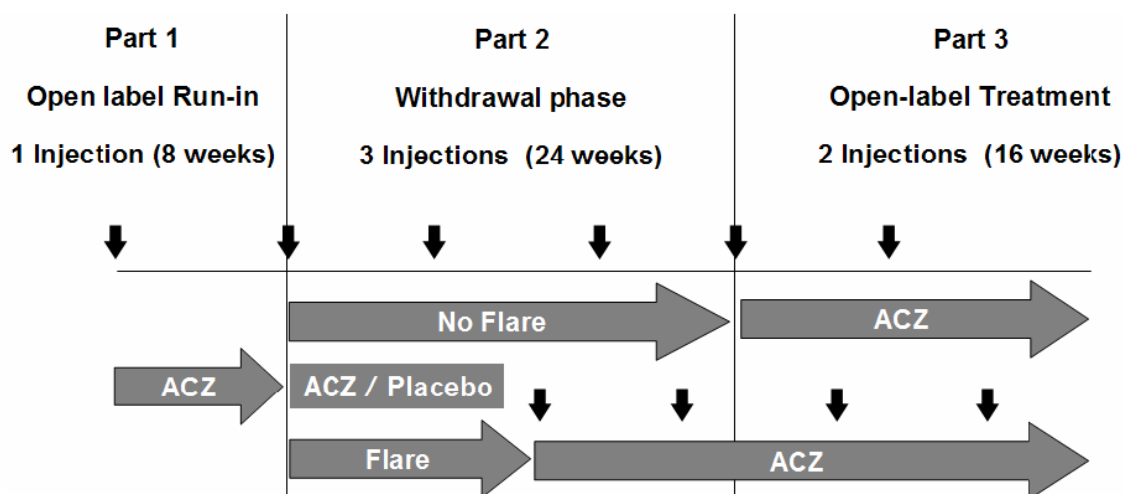 Part 1
Open label Run-in
1 Injection (8 weeks)
Part 2
Withdrawal phase
3 Injections (24 weeks)
Part 3
Open-label Treatment
2 Injections (16 weeks)
No Flare
ACZ
ACZ
ACZ / Placebo
Flare
ACZ